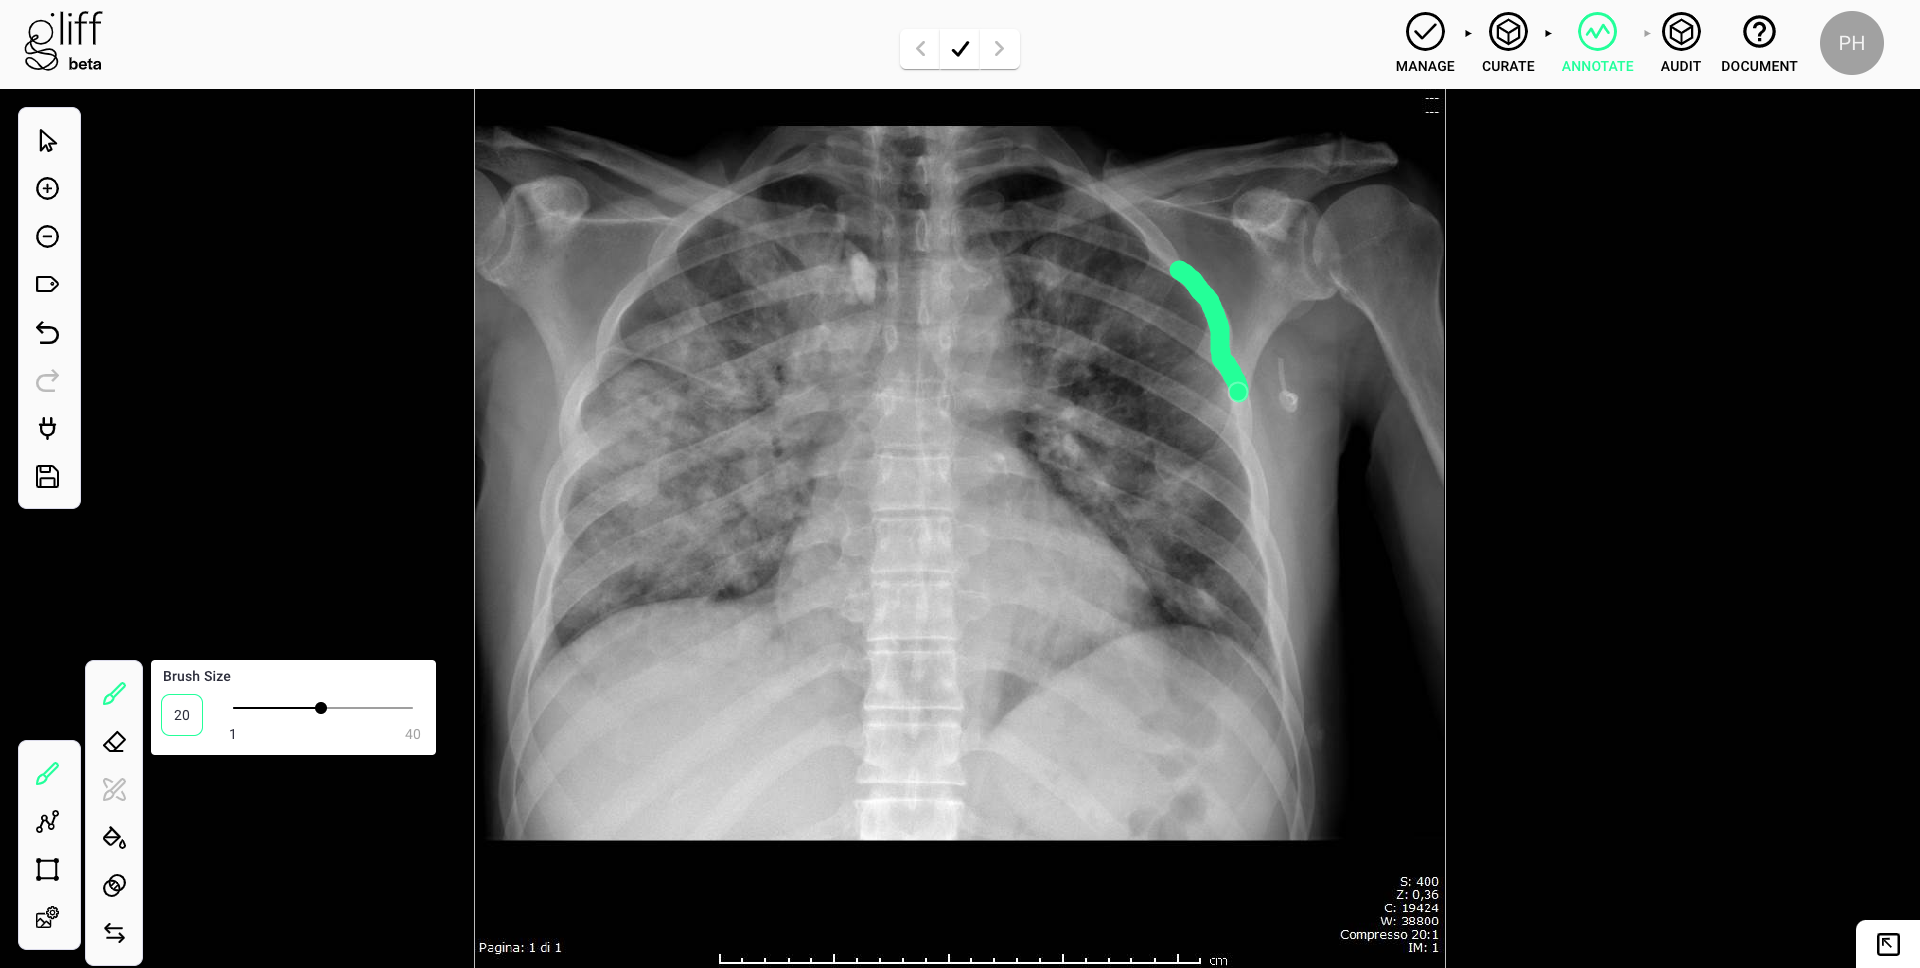 gliff
beta
MANAGE
CURATE
ANNOTATE
AUDIT
DOCUMENT
PH
---
---
Brush Size
20
1
40
S: 400
Z: 0,36
C: 19424
W: 38800
Compresso 20:1
IM: 1
Pagina: 1 di 1
cm